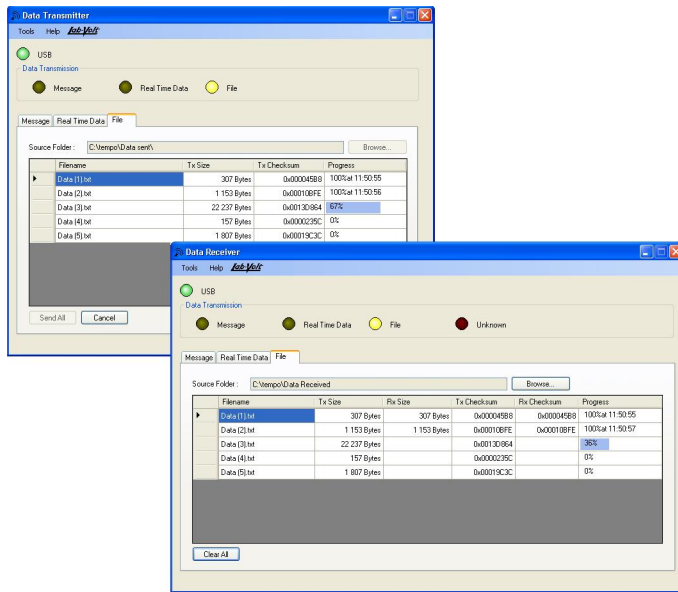 Data Transmitter
Tools Help Lab-Volt
USB
Data Transmission
Message Real Time Data File
Message Real Time Data File
Source Folder : C:\tempo\Data sent\ Browse...
Filename Tx Size Tx Checksum Progress
Data (1).txt 307 Bytes 0x000045B8 100% at 11:50:55
Data (2).txt 1 153 Bytes 0x00010BFE 100% at 11:50:56
Data (3).txt 22 237 Bytes 0x0013D864 67%
Data (4).txt 157 Bytes 0x0000235C 0%
Data (5).txt 1 807 Bytes 0x00019C3C 0%
Send All Cancel
Data Receiver
Tools Help Lab-Volt
USB
Data Transmission
Message Real Time Data File Unknown
Message Real Time Data File
Source Folder : C:\tempo\Data Received Browse...
Filename Tx Size Rx Size Tx Checksum Rx Checksum Progress
Data (1).txt 307 Bytes 307 Bytes 0x000045B8 0x000045B8 100% at 11:50:55
Data (2).txt 1 153 Bytes 1 153 Bytes 0x00010BFE 0x00010BFE 100% at 11:50:57
Data (3).txt 22 237 Bytes 0x0013D864 36%
Data (4).txt 157 Bytes 0x0000235C 0%
Data (5).txt 1 807 Bytes 0x00019C3C 0%
Clear All